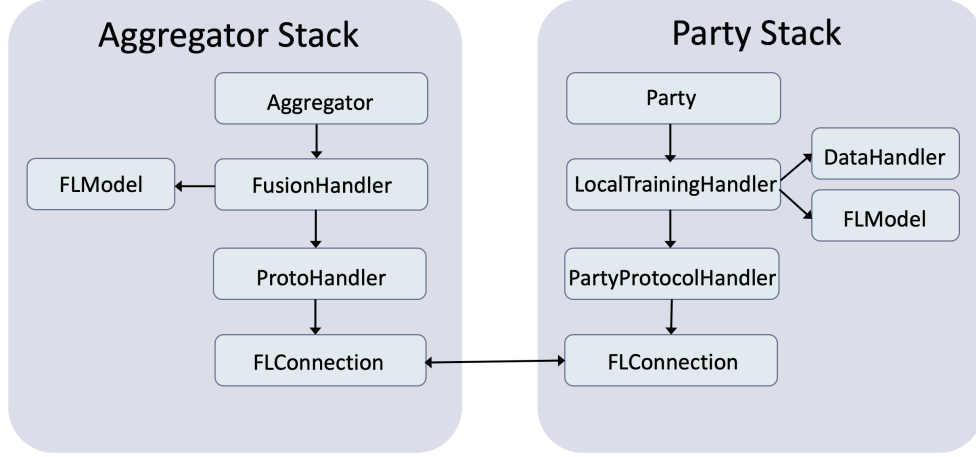 Aggregator Stack
Aggregator
FLModel
FusionHandler
ProtoHandler
FLConnection
Party Stack
Party
LocalTrainingHandler
DataHandler
FLModel
PartyProtocolHandler
FLConnection